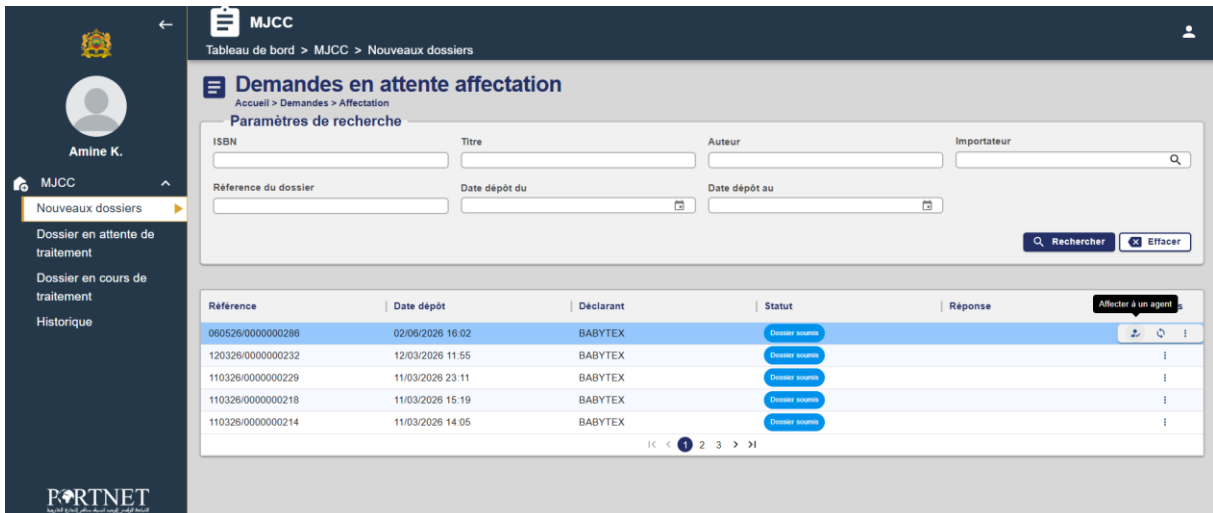 MJCC
Tableau de bord > MJCC > Nouveaux dossiers
Amine K.
MJCC
Nouveaux dossiers
Dossier en attente de
traitement
Dossier en cours de
traitement
Historique
PORTNET
Demandes en attente affectation
Accueil > Demandes > Affectation
Paramètres de recherche
ISBN Titre Auteur Importateur
Réference du dossier Date dépôt du Date dépôt au
Rechercher Effacer
Affecter à un agent
Référence Date dépôt Déclarant Statut Réponse s
060526/0000000286 02/06/2026 16:02 BABYTEX Dossier soumis
120326/0000000232 12/03/2026 11:55 BABYTEX Dossier soumis
110326/0000000229 11/03/2026 23:11 BABYTEX Dossier soumis
110326/0000000218 11/03/2026 15:19 BABYTEX Dossier soumis
110326/0000000214 11/03/2026 14:05 BABYTEX Dossier soumis
1 2 3